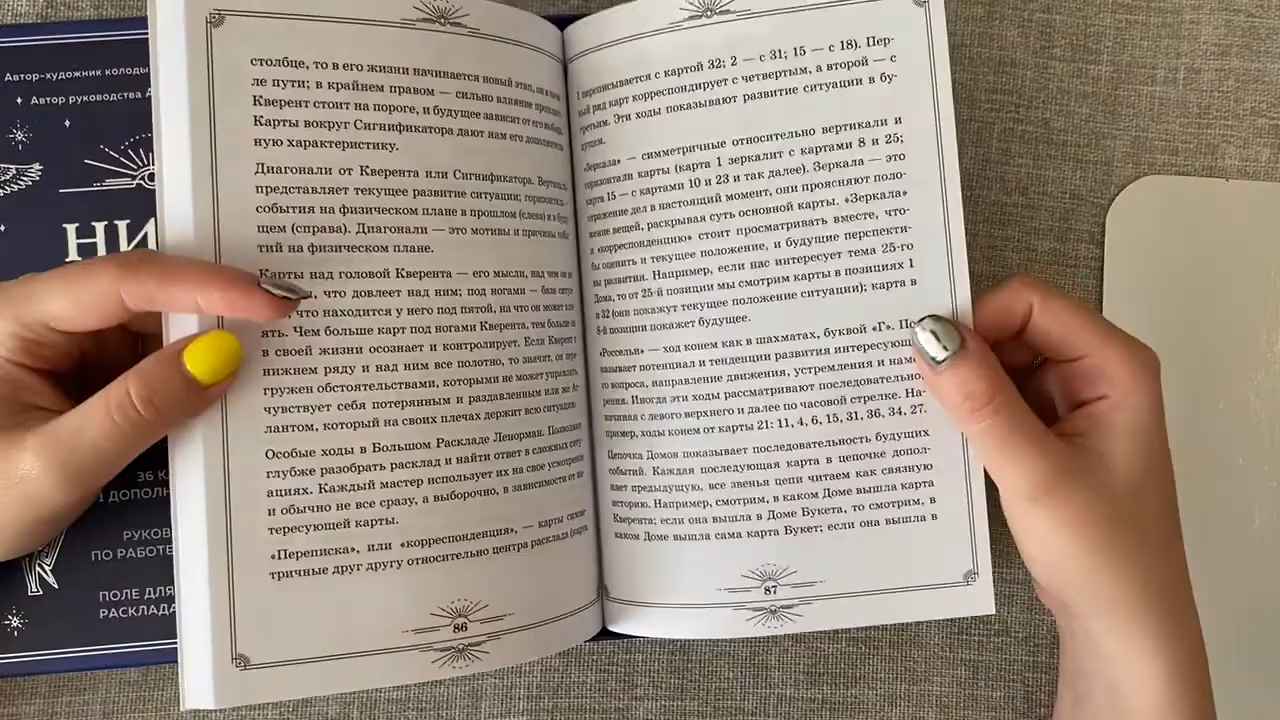 Автор-художник колоды
Автор руководства
НИ
36 К
ДОПОЛН
РУКОВ
ПО РАБОТЕ
ПОЛЕ ДЛЯ
РАСКЛАДА
столбце, то в его жизни начинается новый этап, он в
ле пути; в крайнем правом — сильно влияние прошлого.
Кверент стоит на пороге, и будущее зависит от его выбора.
Карты вокруг Сигнификатора дают нам его дополнитель
ную характеристику.
Диагонали от Кверента или Сигнификатора. Вертикаль
представляет текущее развитие ситуации; горизонталь -
события на физическом плане в прошлом (слева) и в буду
щем (справа). Диагонали — это мотивы и причины собы
тий на физическом плане.
Карты над головой Кверента — его мысли, над чем он
что довлеет над ним; под ногами — база
что находится у него под пятой, на что он может вли
ять. Чем больше карт под ногами Кверента, тем больше он
в своей жизни осознает и контролирует. Если Кверент в
нижнем ряду и над ним все полотно, то значит, он пере
гружен обстоятельствами, которыми не может управлять,
чувствует себя потерянным и раздавленным или же Ат
лантом, который на своих плечах держит всю ситуацию.
Особые ходы в Большом Раскладе Ленорман. Позволяют
глубже разобрать расклад и найти ответ в сложных ситу
ациях. Каждый мастер использует их на свое усмотрение
и обычно не все сразу, а выборочно, в зависимости от ин
тересующей карты.
«Переписка», или «корреспонденция», — карты симме
тричные друг другу относительно центра расклада (карта
86
1 переписывается с картой 32; 2 — с 31; 15 — с 18). Пер-
вый ряд карт корреспондирует с четвертым, а второй — с
третьим. Эти ходы показывают развитие ситуации в бу-
дущем.
«Зеркала» — симметричные относительно вертикали и
горизонтали карты (карта 1 зеркалит с картами 8 и 25;
карта 15 — с картами 10 и 23 и так далее). Зеркала — это
отражение дел в настоящий момент, они проясняют поло-
жение вещей, раскрывая суть основной карты. «Зеркала»
и «корреспонденцию» стоит просматривать вместе, что-
бы оценить и текущее положение, и будущие перспекти-
вы развития. Например, если нас интересует тема 25-го
Дома, то от 25-й позиции мы смотрим карты в позициях 1
и 32 (они покажут текущее положение ситуации); карта в
8-й позиции покажет будущее.
«Россельи» — ход конем как в шахматах, буквой «Г». По
казывает потенциал и тенденции развития интересующе
го вопроса, направление движения, устремления и наме
рения. Иногда эти ходы рассматривают последовательно,
начиная с левого верхнего и далее по часовой стрелке. На-
пример, ходы конем от карты 21: 11, 4, 6, 15, 31, 36, 34, 27.
Цепочка Домов показывает последовательность будущих
событий. Каждая последующая карта в цепочке допол-
няет предыдущую, все звенья цепи читаем как связную
историю. Например, смотрим, в каком Доме вышла карта
Кверента; если она вышла в Доме Букета, то смотрим, в
каком Доме вышла сама карта Букет; если она вышла в
87